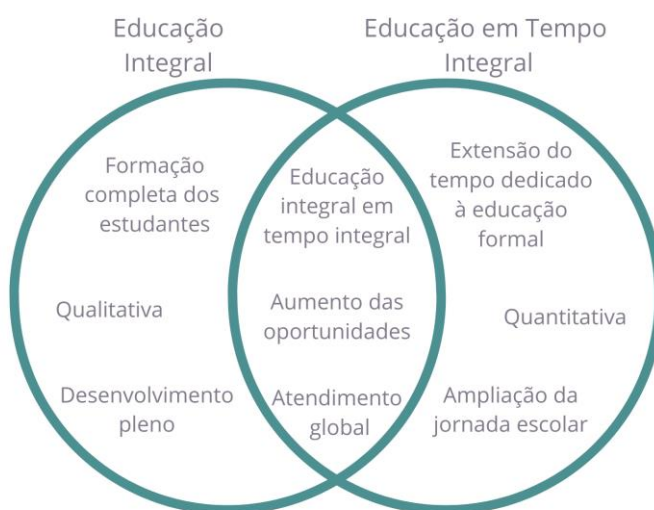 Educação
Integral
Educação em Tempo
Integral
Formação
completa dos
estudantes
Qualitativa
Desenvolvimento
pleno
Educação
integral em
tempo integral
Aumento das
oportunidades
Atendimento
global
Extensão do
tempo dedicado
à educação
formal
Quantitativa
Ampliação da
jornada escolar